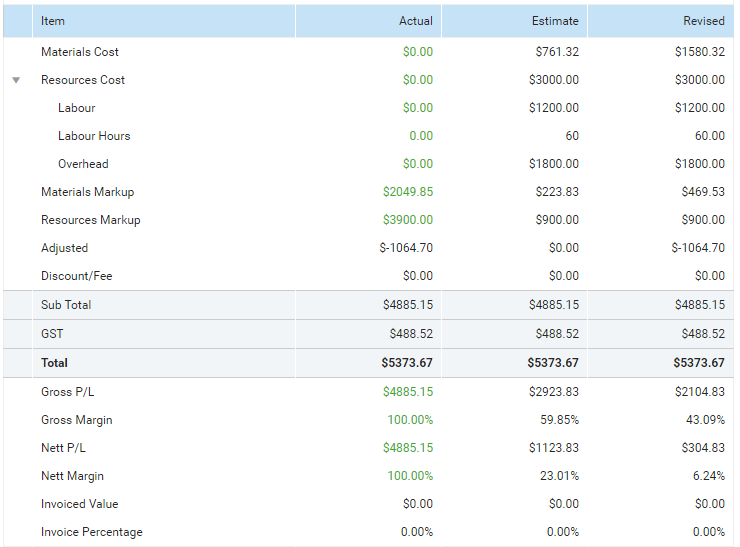 Item Actual Estimate Revised
Materials Cost $0.00 $761.32 $1580.32
Resources Cost $0.00 $3000.00 $3000.00
Labour $0.00 $1200.00 $1200.00
Labour Hours 0.00 60 60.00
Overhead $0.00 $1800.00 $1800.00
Materials Markup $2049.85 $223.83 $469.53
Resources Markup $3900.00 $900.00 $900.00
Adjusted $-1064.70 $0.00 $-1064.70
Discount/Fee $0.00 $0.00 $0.00
Sub Total $4885.15 $4885.15 $4885.15
GST $488.52 $488.52 $488.52
Total $5373.67 $5373.67 $5373.67
Gross P/L $4885.15 $2923.83 $2104.83
Gross Margin 100.00% 59.85% 43.09%
Nett P/L $4885.15 $1123.83 $304.83
Nett Margin 100.00% 23.01% 6.24%
Invoiced Value $0.00 $0.00 $0.00
Invoice Percentage 0.00% 0.00% 0.00%